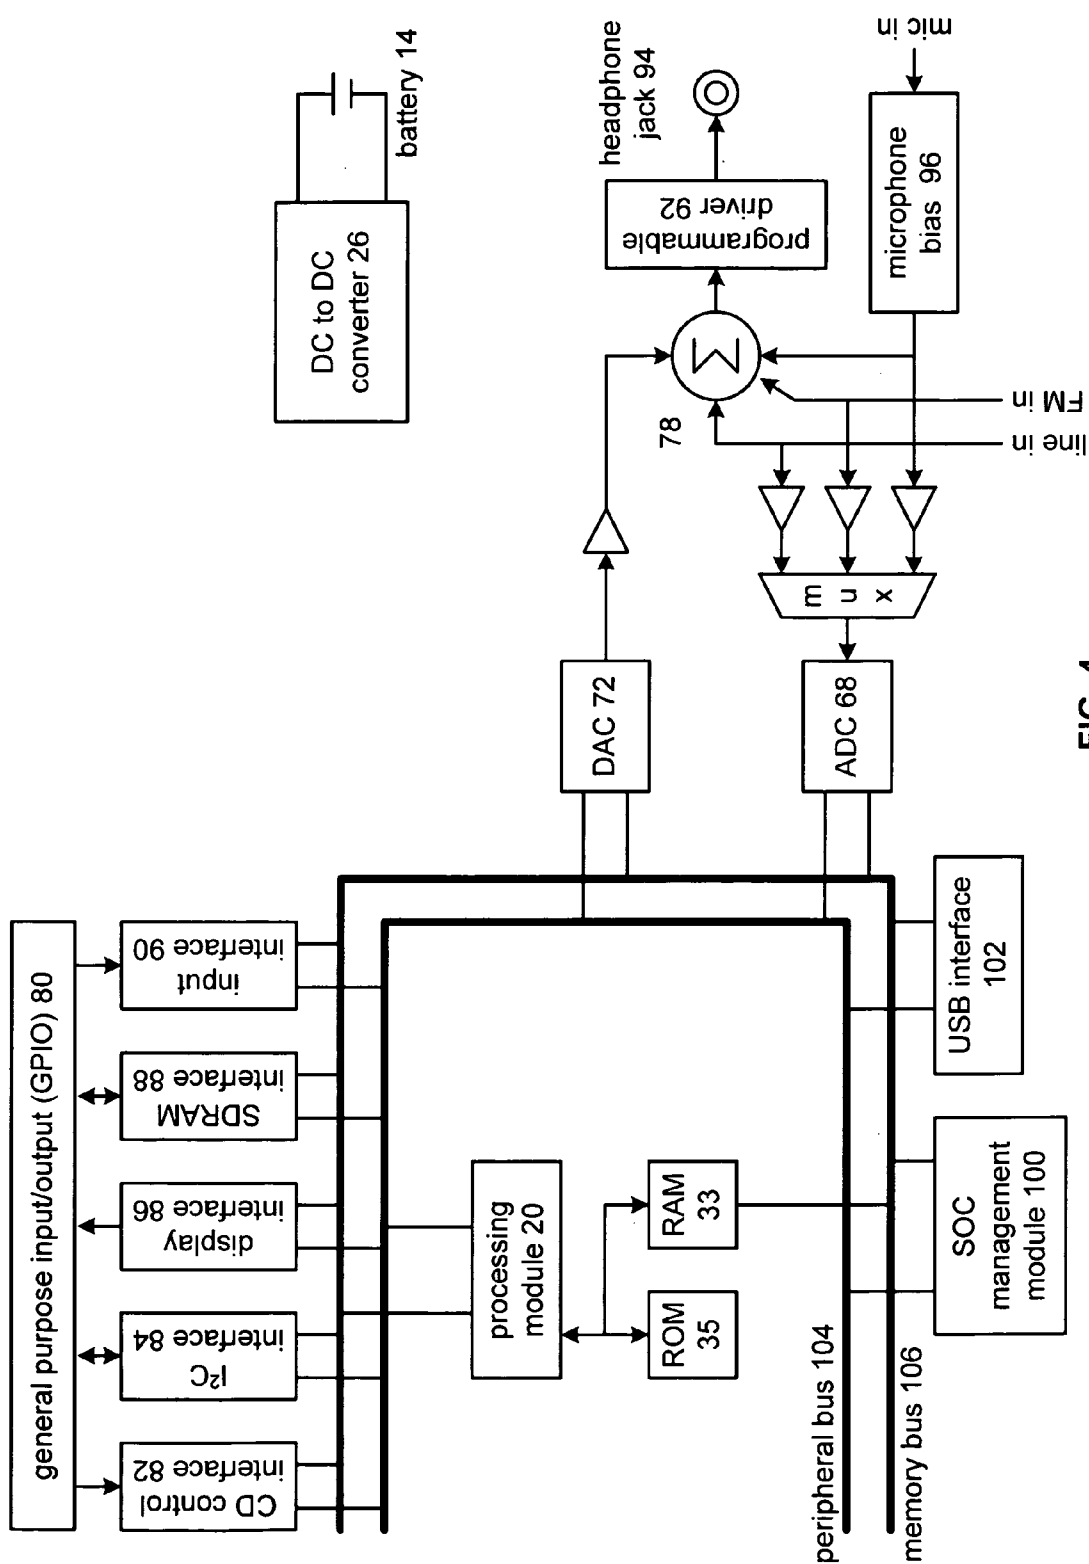 general purpose input/output (GPIO) 80
CD control
interface 82
I²C
interface 84
display
interface 86
SDRAM
interface 88
input
interface 90
processing
module 20
ROM
35
RAM
33
peripheral bus 104
memory bus 106
SOC
management
module 100
USB interface
102
DAC 72
ADC 68
m
u
x
78
Σ
line in
FM in
mic in
microphone
bias 96
programmable
driver 92
headphone
jack 94
DC to DC
converter 26
battery 14